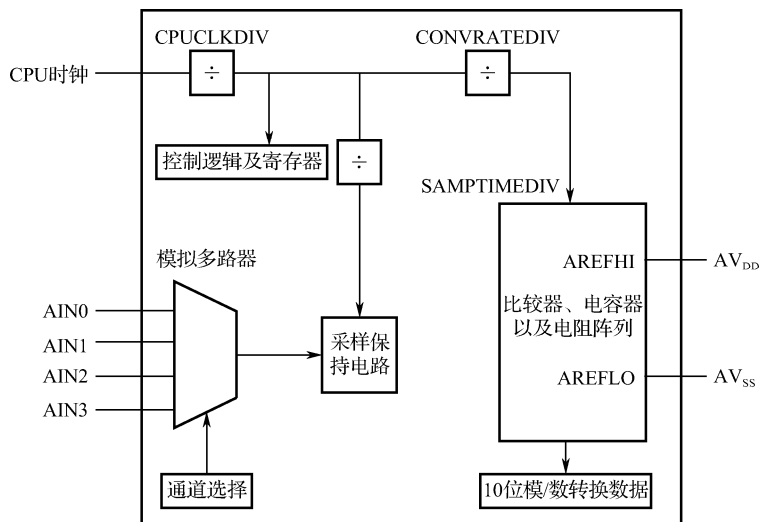 CPUCLKDIV
CONVRATEDIV
CPU时钟
÷
÷
控制逻辑及寄存器
÷
SAMPTIMEDIV
模拟多路器
AREFHI
AV_DD
AIN0
AIN1
AIN2
AIN3
采样保
持电路
比较器、电容器
以及电阻阵列
AREFLO
AV_SS
通道选择
10位模/数转换数据